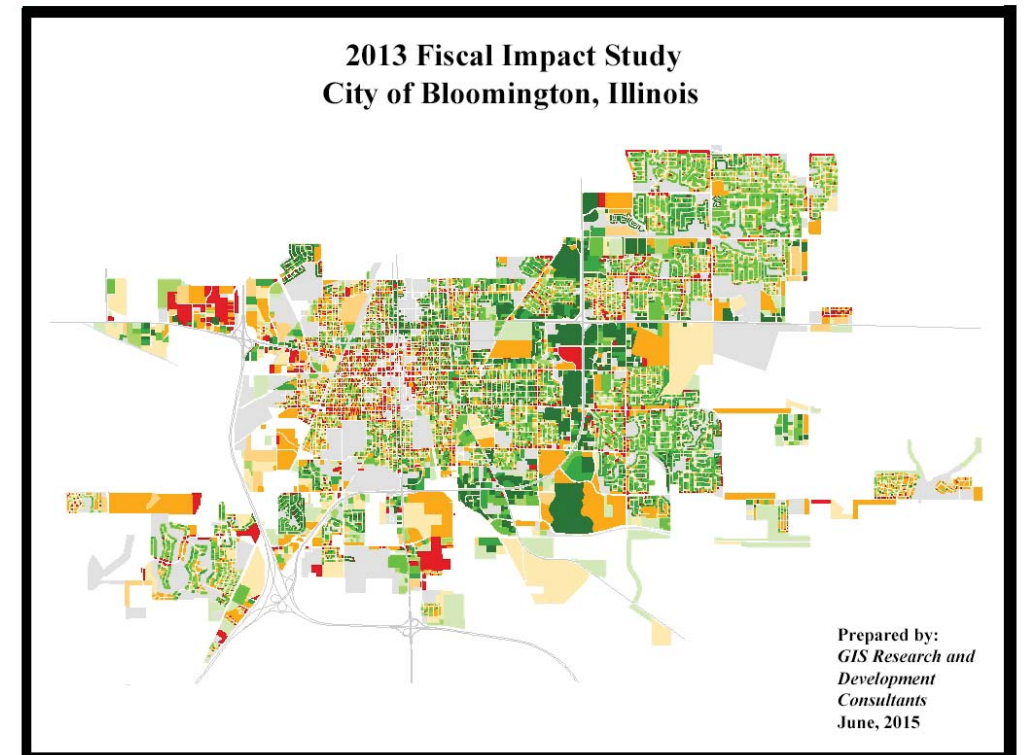 2013 Fiscal Impact Study
City of Bloomington, Illinois
Prepared by:
GIS Research and
Development
Consultants
June, 2015